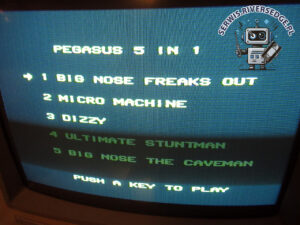 SERWIS.RIVERSEDGE.PL
PEGASUS 5 IN 1
→ 1 BIG NOSE FREAKS OUT
2 MICRO MACHINE
3 DIZZY
4 ULTIMATE STUNTMAN
5 BIG NOSE THE CAVEMAN
PUSH A KEY TO PLAY